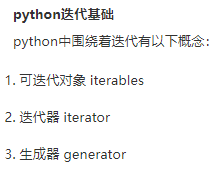 python迭代基础
python中围绕着迭代有以下概念：
1. 可迭代对象 iterables
2. 迭代器 iterator
3. 生成器 generator